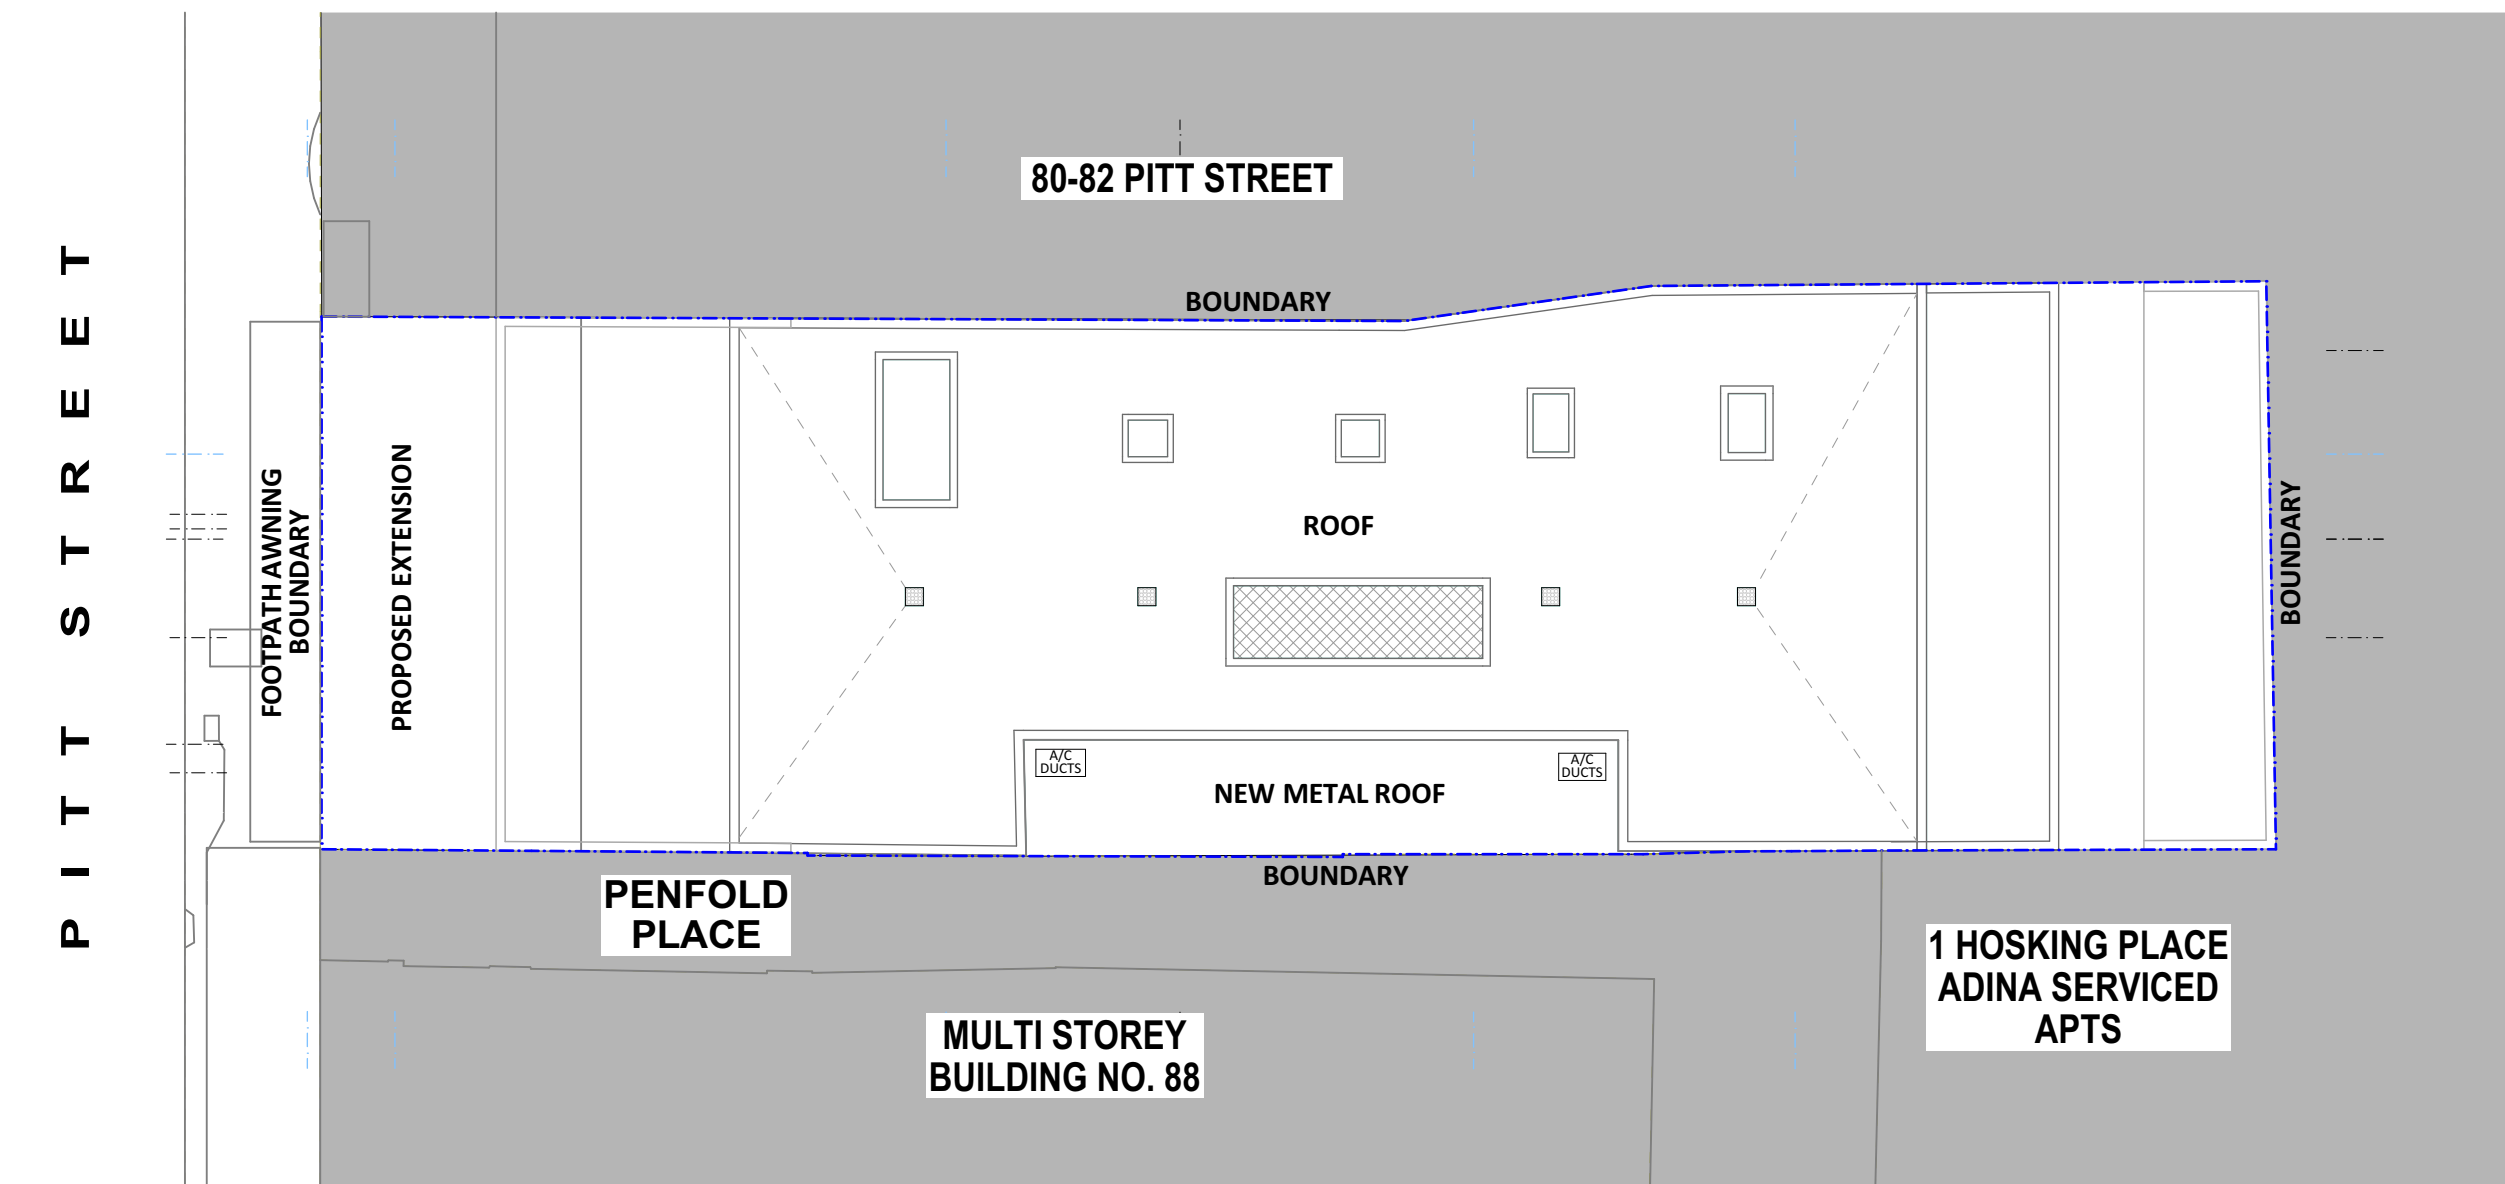 80-82 PITT STREET
BOUNDARY
PITT STREET
FOOTPATH AWNING
BOUNDARY
PROPOSED EXTENSION
ROOF
BOUNDARY
A/C
DUCTS
A/C
DUCTS
NEW METAL ROOF
BOUNDARY
PENFOLD
PLACE
1 HOSKING PLACE
ADINA SERVICED
APTS
MULTI STOREY
BUILDING NO. 88